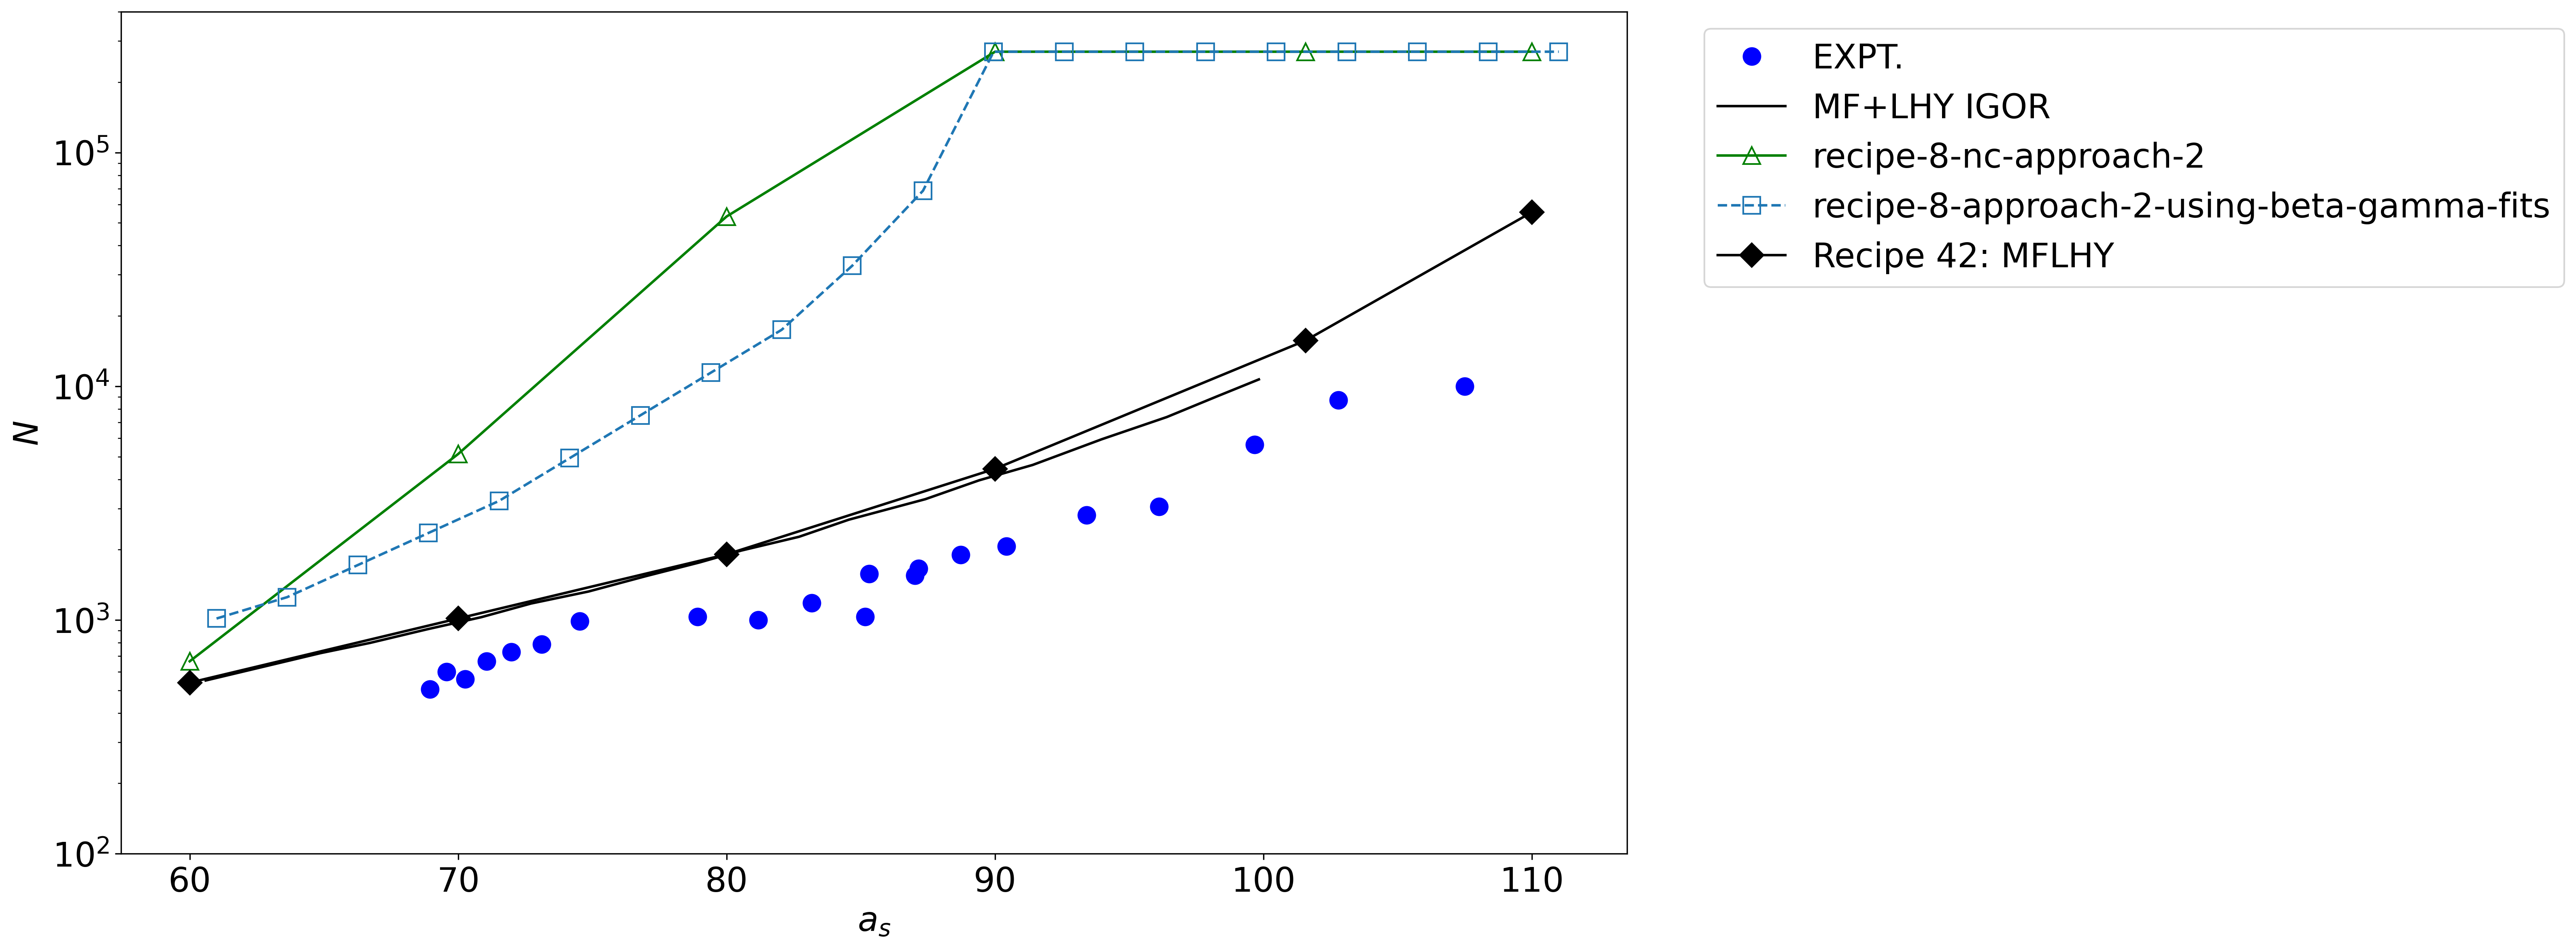 10^5
10^4
10^3
10^2
N
60 70 80 90 100 110
a_s
EXPT.
MF+LHY IGOR
recipe-8-nc-approach-2
recipe-8-approach-2-using-beta-gamma-fits
Recipe 42: MFLHY